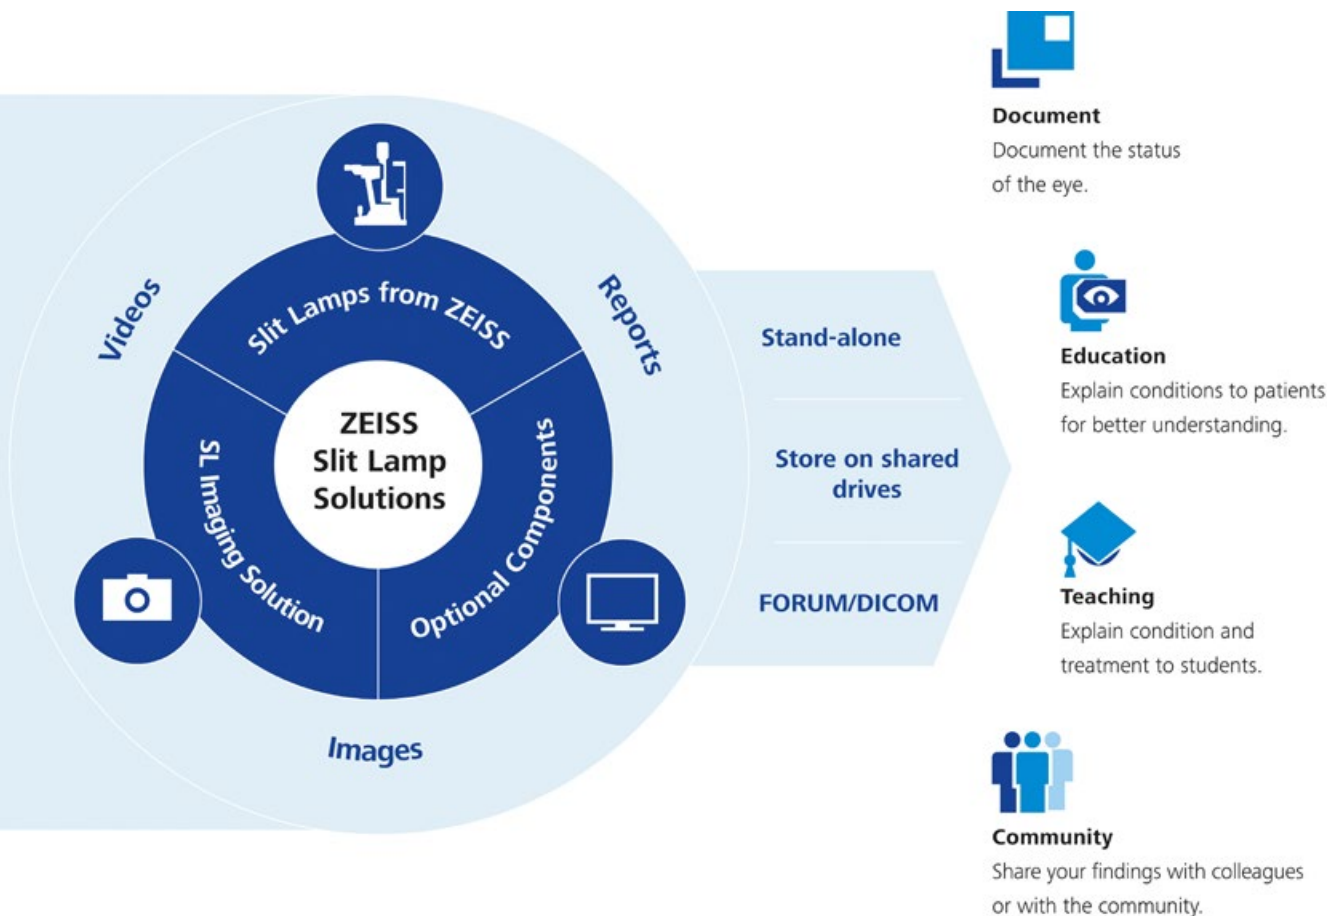 Videos
Slit Lamps from ZEISS
Reports
SL Imaging Solution
ZEISS
Slit Lamp
Solutions
Optional Components
Images
Stand-alone
Store on shared
drives
FORUM/DICOM
Document
Document the status
of the eye.
Education
Explain conditions to patients
for better understanding.
Teaching
Explain condition and
treatment to students.
Community
Share your findings with colleagues
or with the community.